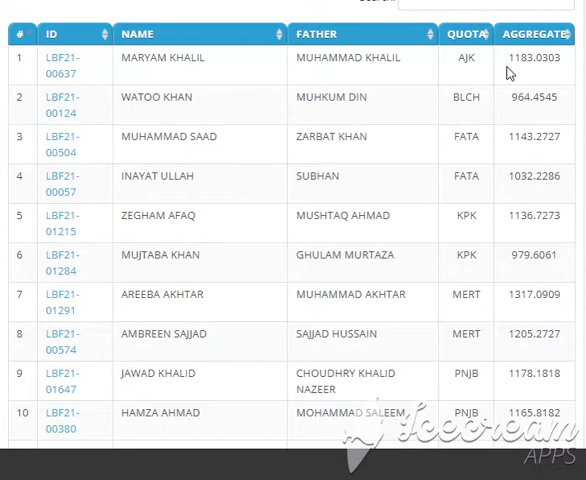 # ID NAME FATHER QUOTA AGGREGATE
1 LBF21-00637 MARYAM KHALIL MUHAMMAD KHALIL AJK 1183.0303
2 LBF21-00124 WATOO KHAN MUHKUM DIN BLCH 964.4545
3 LBF21-00504 MUHAMMAD SAAD ZARBAT KHAN FATA 1143.2727
4 LBF21-00057 INAYAT ULLAH SUBHAN FATA 1032.2286
5 LBF21-01215 ZEGHAM AFAQ MUSHTAQ AHMAD KPK 1136.7273
6 LBF21-01284 MUJTABA KHAN GHULAM MURTAZA KPK 979.6061
7 LBF21-01291 AREEBA AKHTAR MUHAMMAD AKHTAR MERT 1317.0909
8 LBF21-00574 AMBREEN SAJJAD SAJJAD HUSSAIN MERT 1205.2727
9 LBF21-01647 JAWAD KHALID CHOUDHRY KHALID NAZEER PNJB 1178.1818
10 LBF21-00380 HAMZA AHMAD MOHAMMAD SALEEM PNJB 1165.8182
Icecream
APPS